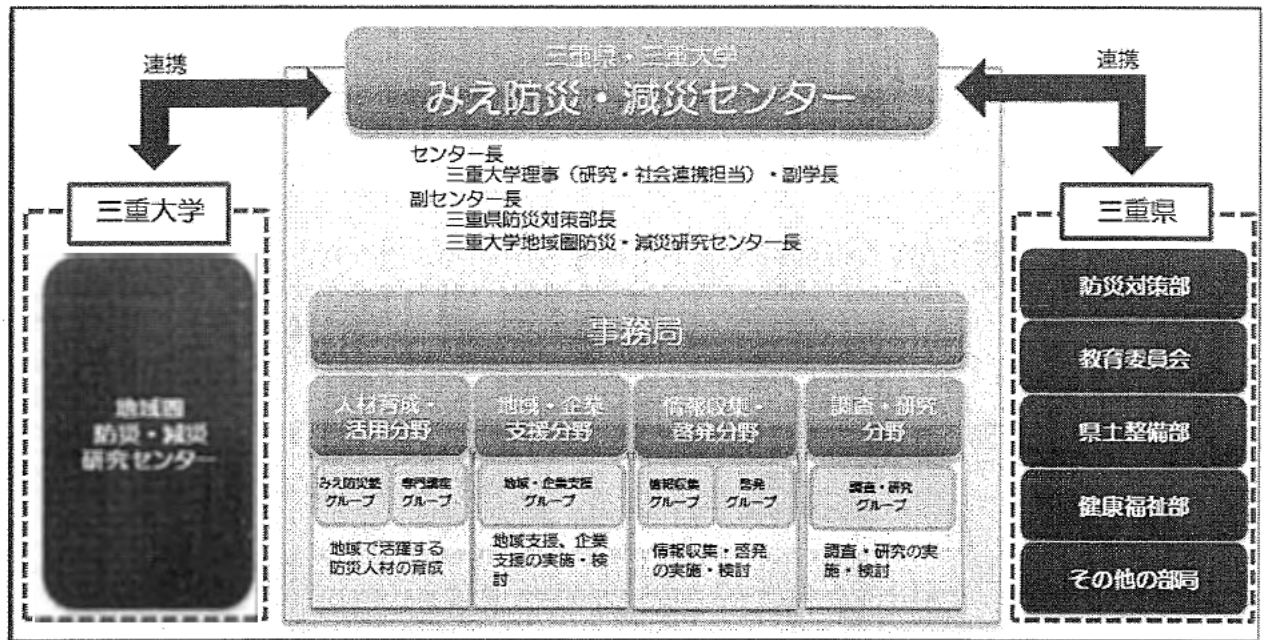 連携
三重県・三重大学
みえ防災・減災センター
連携
センター長
三重大学理事（研究・社会連携担当）・副学長
副センター長
三重県防災対策部長
三重大学地域圏防災・減災研究センター長
三重大学
地域圏
防災・減災
研究センター
事務局
人材育成・
活用分野
みえ防災塾
グループ
専門講座
グループ
地域で活躍する
防災人材の育成
地域・企業
支援分野
地域・企業支援
グループ
地域支援、企業
支援の実施・検
討
情報収集・
啓発分野
情報収集
グループ
啓発
グループ
情報収集・啓発
の実施・検討
調査・研究
分野
調査・研究
グループ
調査・研究の実
施・検討
三重県
防災対策部
教育委員会
県土整備部
健康福祉部
その他の部局